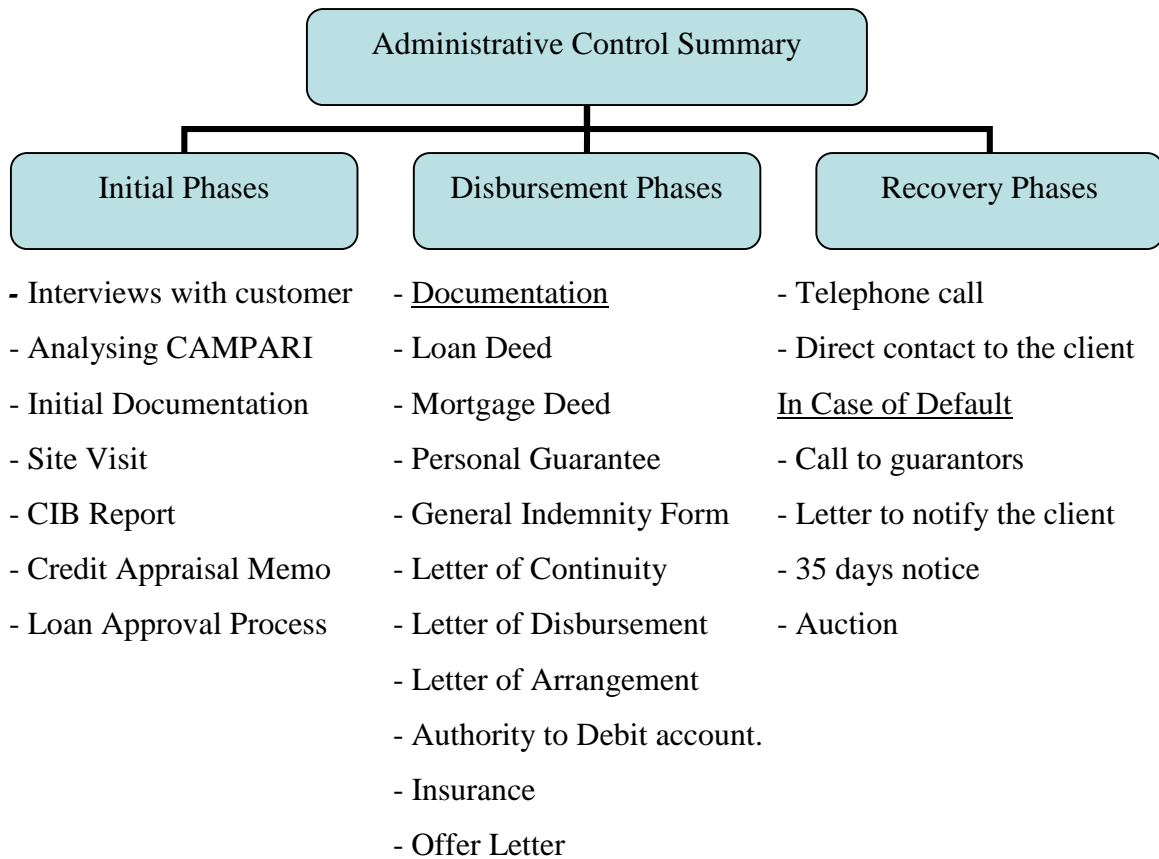 Administrative Control Summary
Initial Phases
- Interviews with customer
- Analysing CAMPARI
- Initial Documentation
- Site Visit
- CIB Report
- Credit Appraisal Memo
- Loan Approval Process
Disbursement Phases
- Documentation
- Loan Deed
- Mortgage Deed
- Personal Guarantee
- General Indemnity Form
- Letter of Continuity
- Letter of Disbursement
- Letter of Arrangement
- Authority to Debit account.
- Insurance
- Offer Letter
Recovery Phases
- Telephone call
- Direct contact to the client
In Case of Default
- Call to guarantors
- Letter to notify the client
- 35 days notice
- Auction